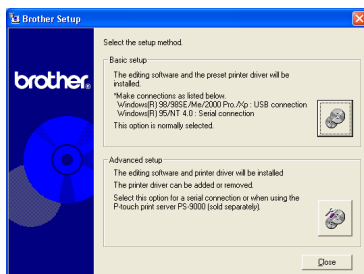 Brother Setup
Select the setup method.
brother®
Basic setup
The editing software and the preset printer driver will be
installed.
*Make connections as listed below.
Windows(R) 98/98SE/Me/2000 Pro./Xp : USB connection
Windows(R) 95/NT 4.0 : Serial connection
This option is normally selected.
Advanced setup
The editing software and printer driver will be installed
The printer driver can be added or removed.
Select this option for a serial connection or when using the
P-touch print server PS-9000 (sold separately).
Close